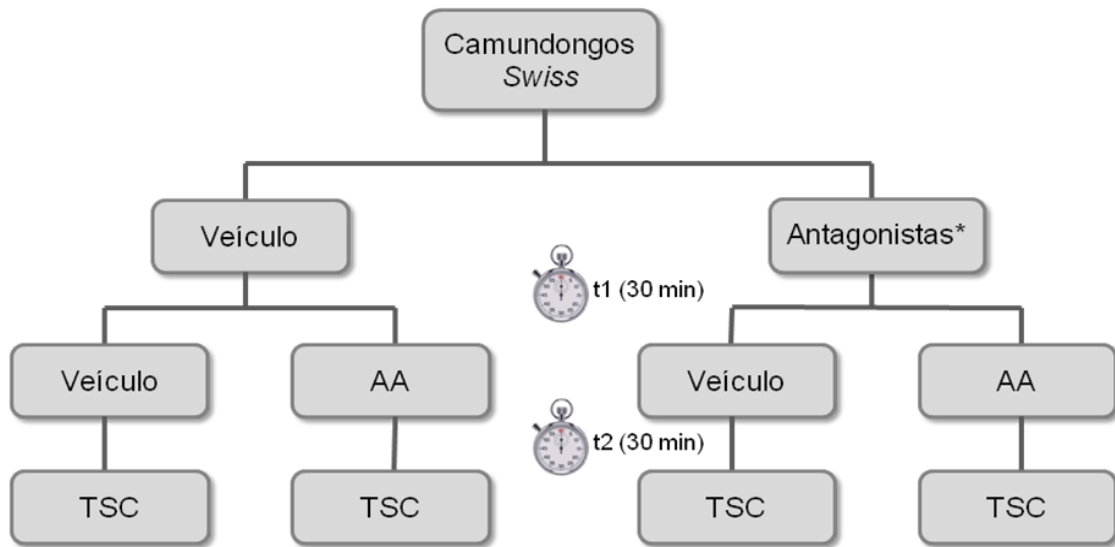 Camundongos
Swiss
Veículo
Antagonistas*
t1 (30 min)
Veículo
AA
Veículo
AA
t2 (30 min)
TSC
TSC
TSC
TSC